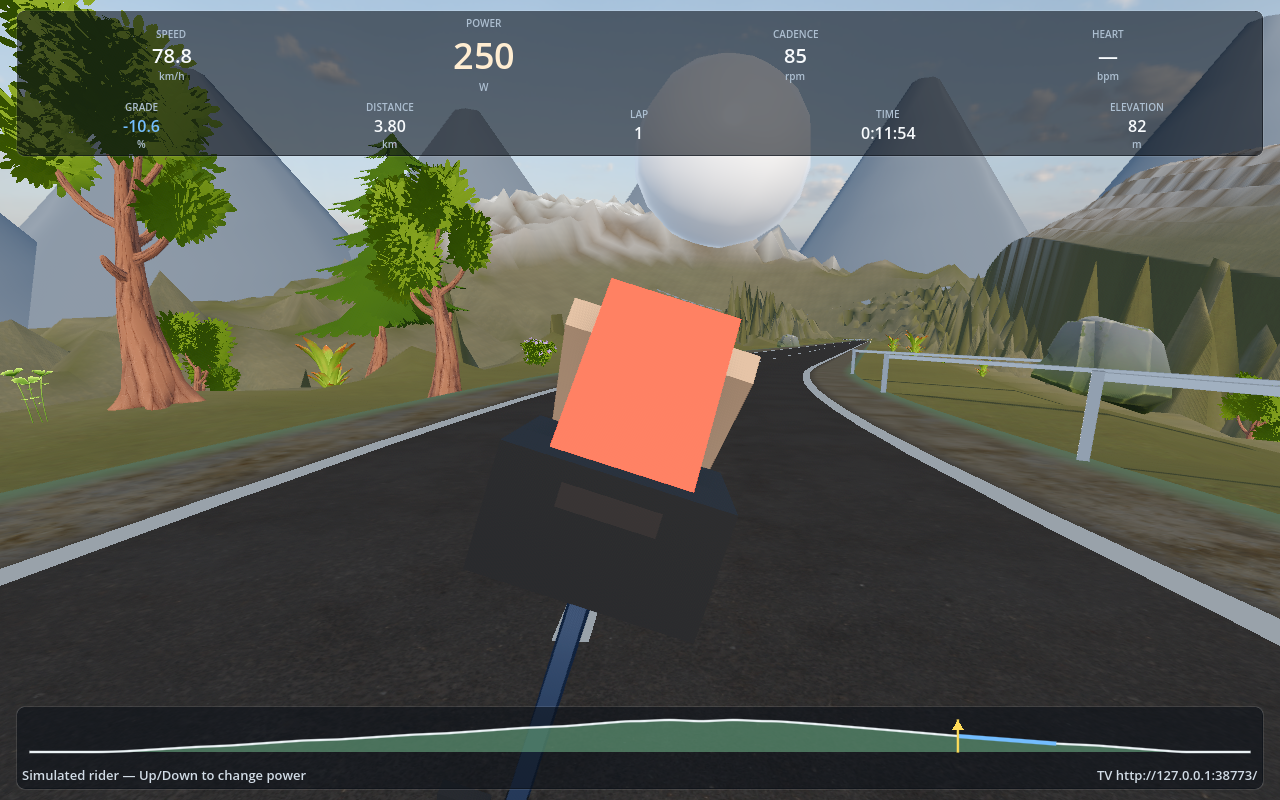 SPEED
78.8
km/h
POWER
250
W
CADENCE
85
rpm
HEART
—
bpm
GRADE
-10.6
%
DISTANCE
3.80
km
LAP
1
TIME
0:11:54
ELEVATION
82
m
Simulated rider — Up/Down to change power
TV http://127.0.0.1:38773/